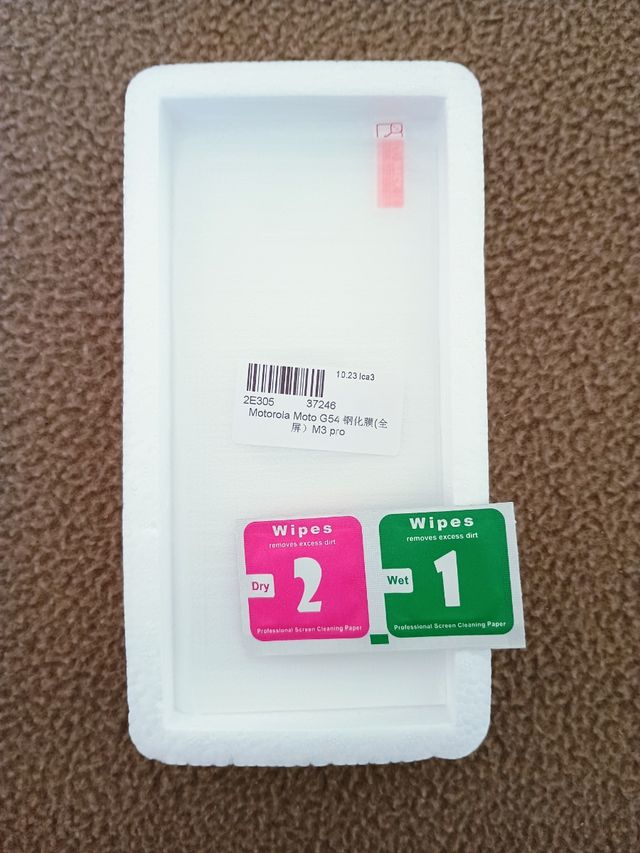 10.23 lca3
2E305 37246
Motorola Moto G54 钢化膜(全
屏）M3 pro
Wipes
removes excess dirt
Dry
2
Professional Screen Cleaning Paper
Wipes
removes excess dirt
Wet
1
Professional Screen Cleaning Paper